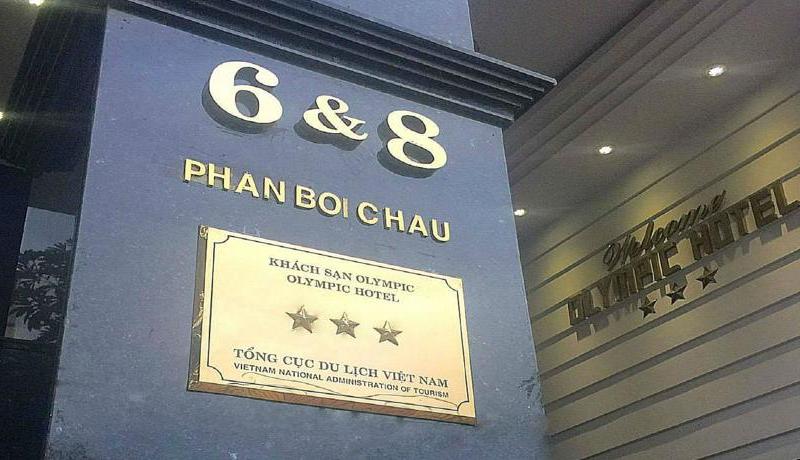 6 & 8
PHAN BOI CHAU
KHÁCH SẠN OLYMPIC
OLYMPIC HOTEL
TỔNG CỤC DU LỊCH VIỆT NAM
VIETNAM NATIONAL ADMINISTRATION OF TOURISM
Welcome
OLYMPIC HOTEL